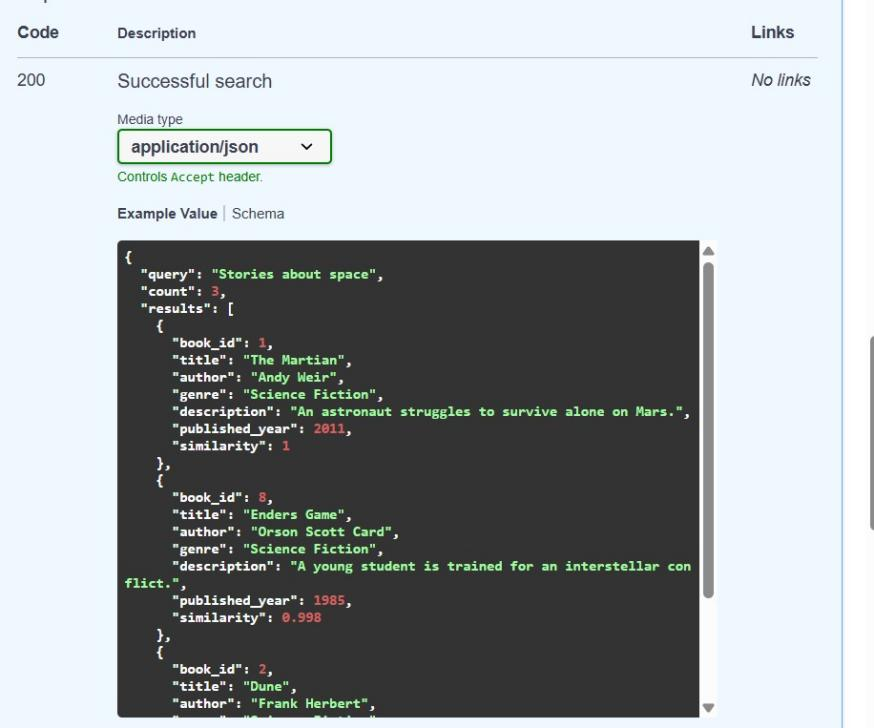 Code Description Links
200 Successful search No links
Media type
application/json
Controls Accept header.
Example Value | Schema
{
  "query": "Stories about space",
  "count": 3,
  "results": [
    {
      "book_id": 1,
      "title": "The Martian",
      "author": "Andy Weir",
      "genre": "Science Fiction",
      "description": "An astronaut struggles to survive alone on Mars.",
      "published_year": 2011,
      "similarity": 1
    },
    {
      "book_id": 8,
      "title": "Enders Game",
      "author": "Orson Scott Card",
      "genre": "Science Fiction",
      "description": "A young student is trained for an interstellar con
flict.",
      "published_year": 1985,
      "similarity": 0.998
    },
    {
      "book_id": 2,
      "title": "Dune",
      "author": "Frank Herbert",